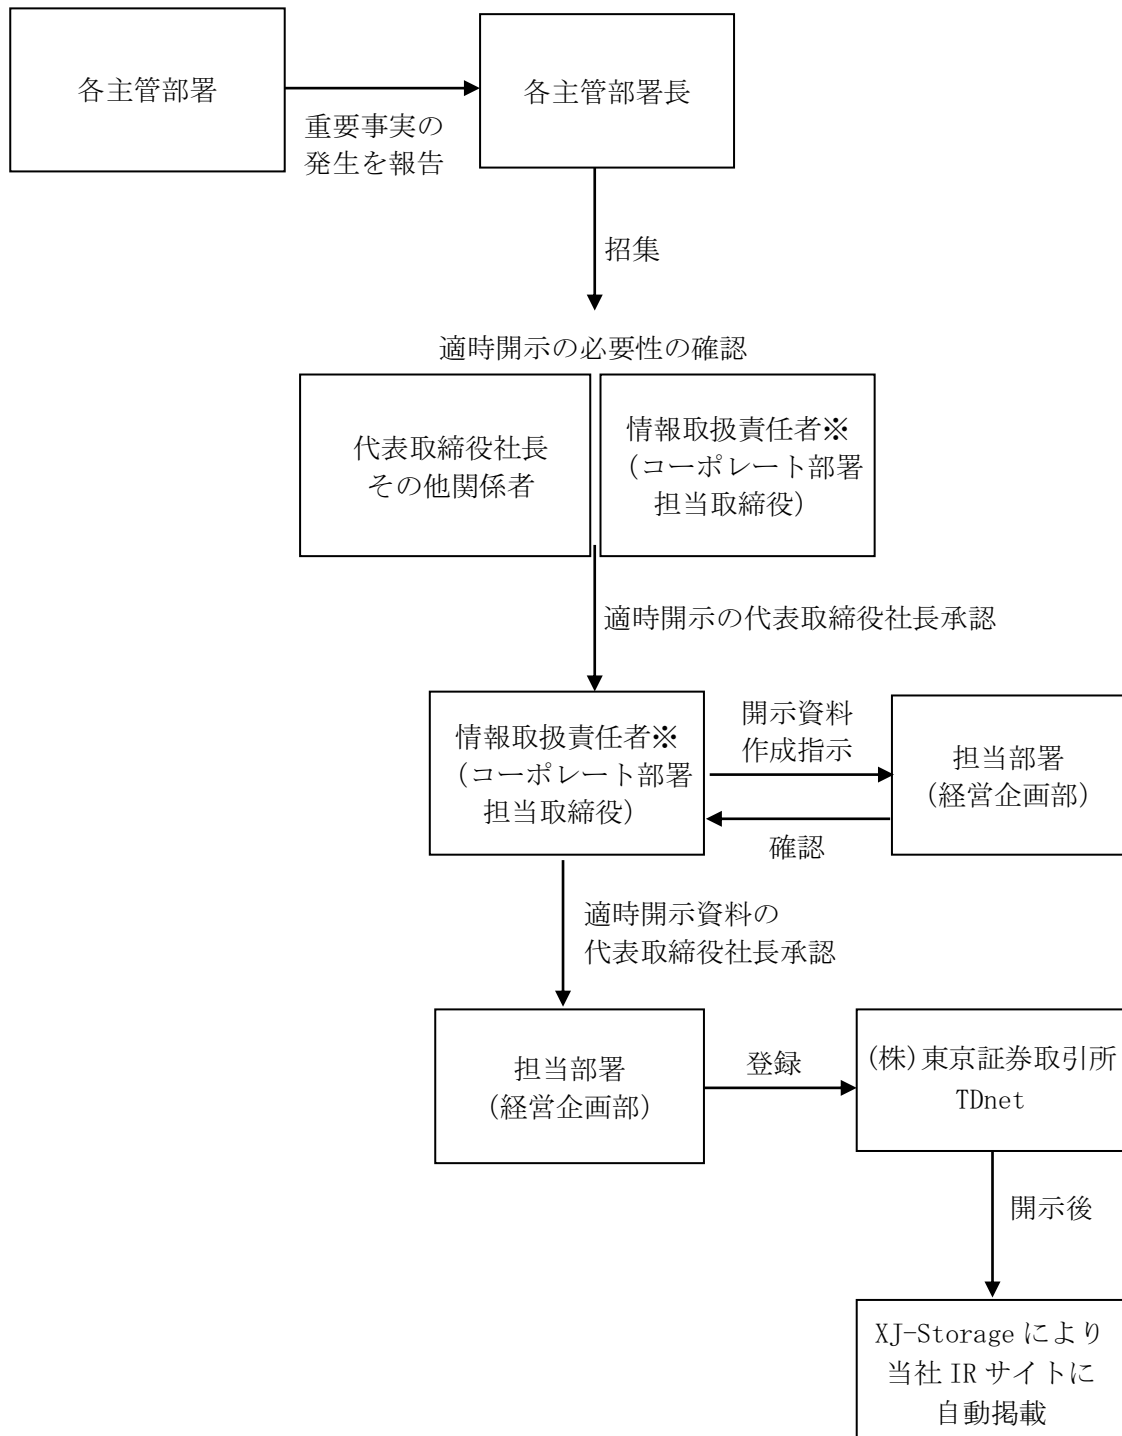 各主管部署
各主管部署長
重要事実の
発生を報告
招集
適時開示の必要性の確認
代表取締役社長
その他関係者
情報取扱責任者※
(コーポレート部署
担当取締役)
適時開示の代表取締役社長承認
情報取扱責任者※
(コーポレート部署
担当取締役)
開示資料
作成指示
確認
担当部署
(経営企画部)
適時開示資料の
代表取締役社長承認
担当部署
(経営企画部)
登録
(株)東京証券取引所
TDnet
開示後
XJ-Storage により
当社 IR サイトに
自動掲載